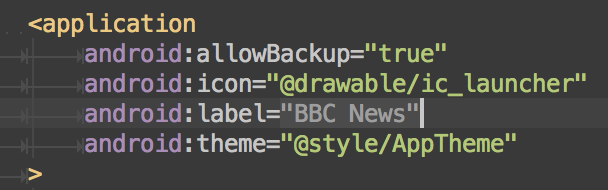 <application
android:allowBackup="true"
android:icon="@drawable/ic_launcher"
android:label="BBC News"
android:theme="@style/AppTheme"
>